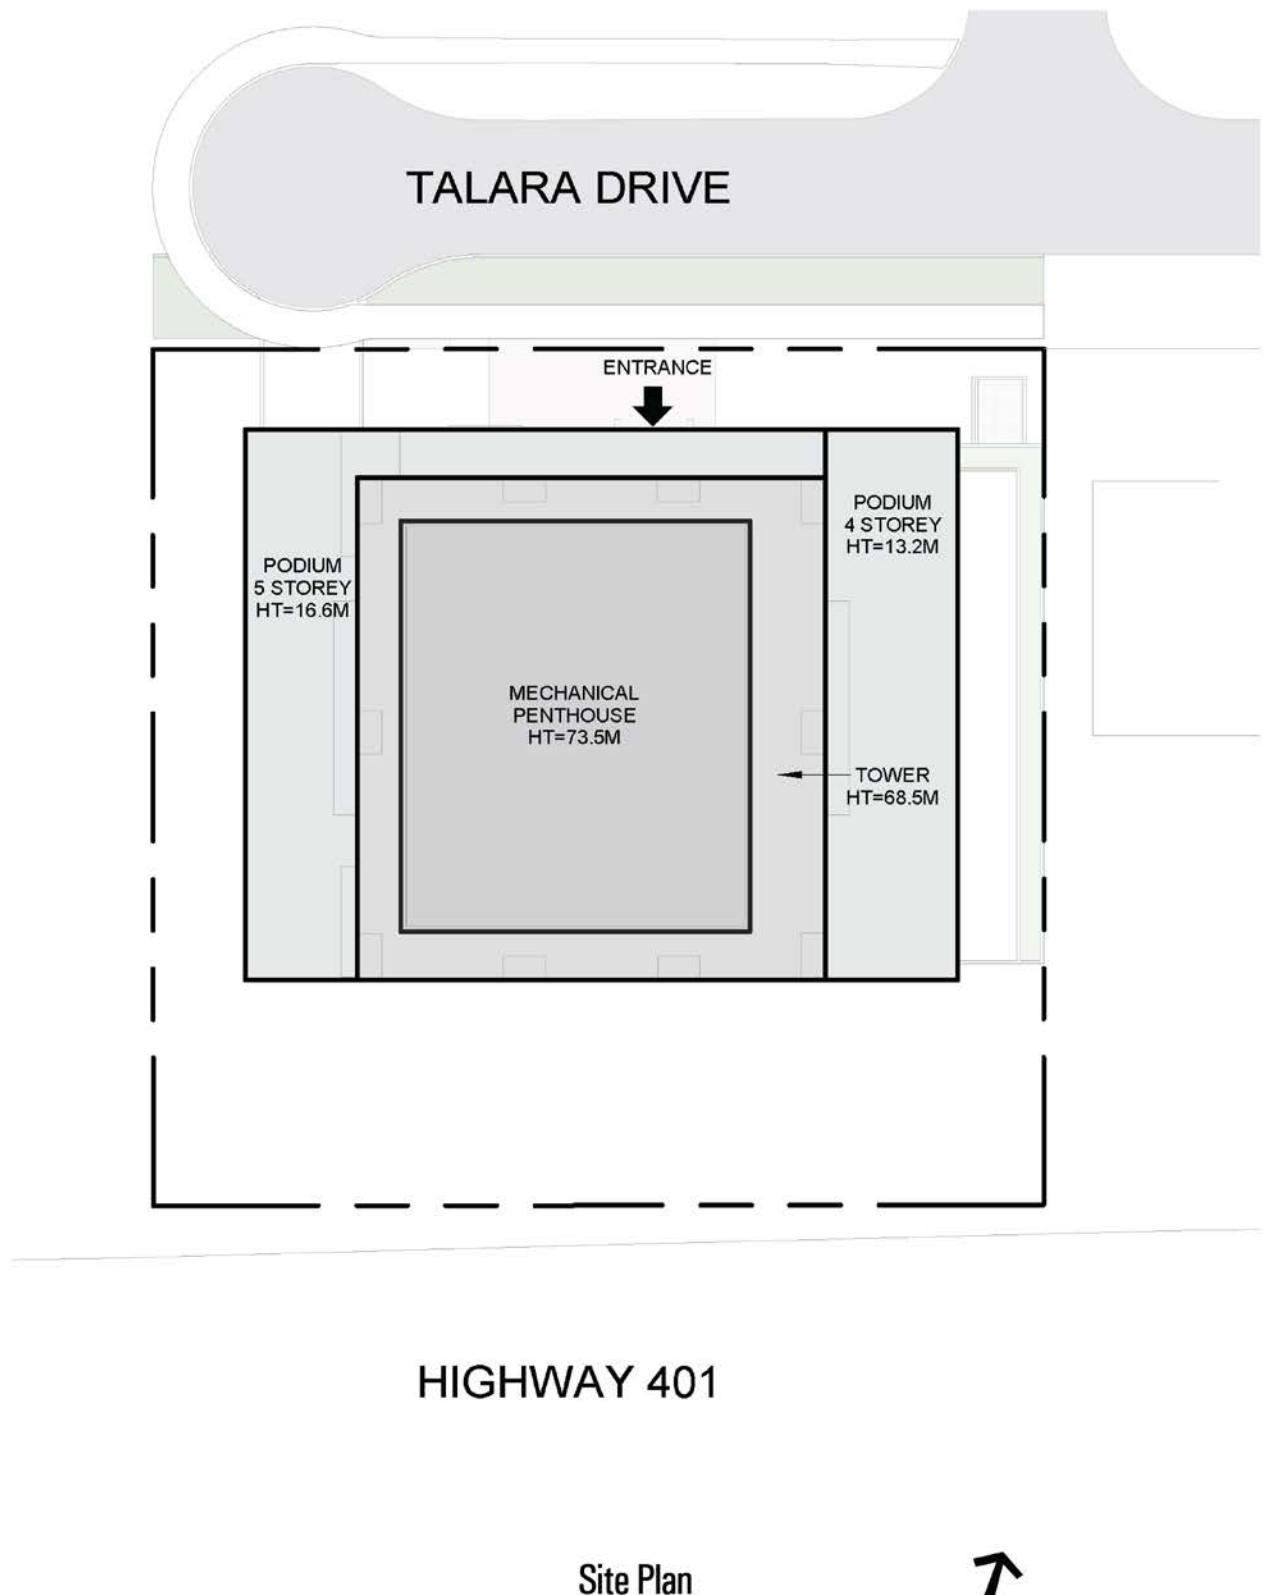 TALARA DRIVE
ENTRANCE
PODIUM
4 STOREY
HT=13.2M
PODIUM
5 STOREY
HT=16.6M
MECHANICAL
PENTHOUSE
HT=73.5M
TOWER
HT=68.5M
HIGHWAY 401
Site Plan